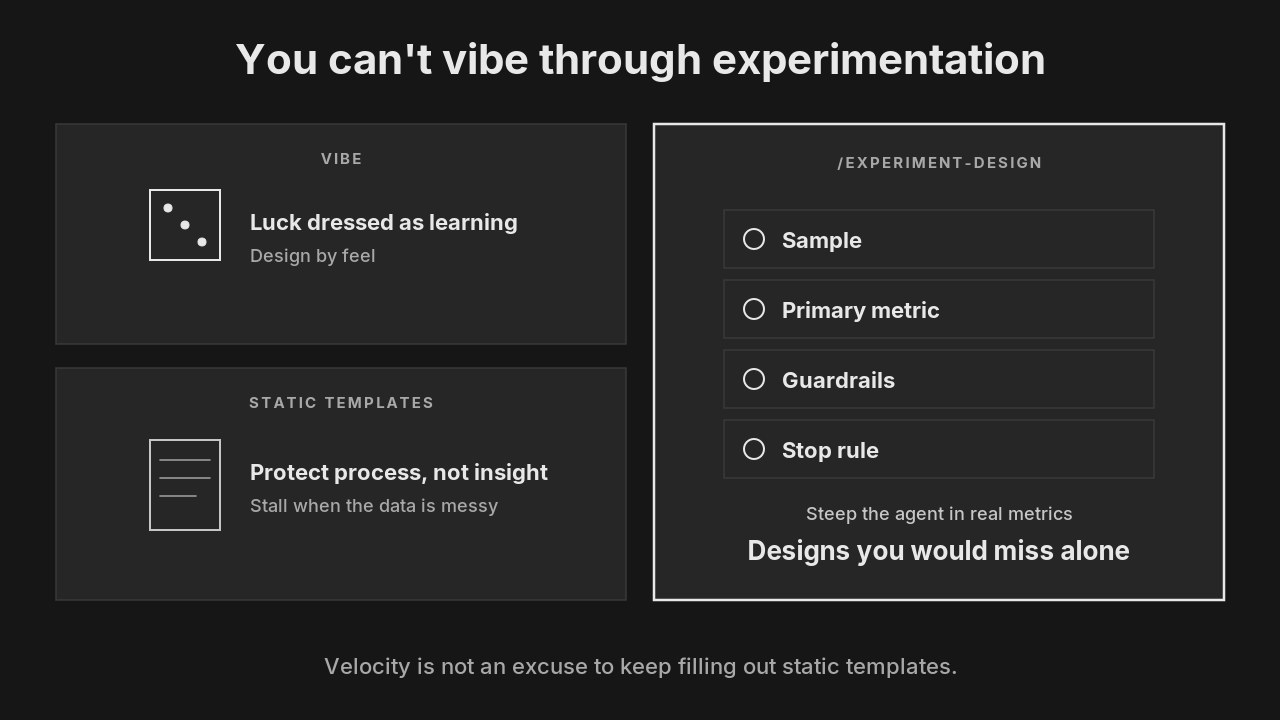 You can't vibe through experimentation
VIBE
Luck dressed as learning
Design by feel
STATIC TEMPLATES
Protect process, not insight
Stall when the data is messy
/EXPERIMENT-DESIGN
Sample
Primary metric
Guardrails
Stop rule
Steep the agent in real metrics
Designs you would miss alone
Velocity is not an excuse to keep filling out static templates.